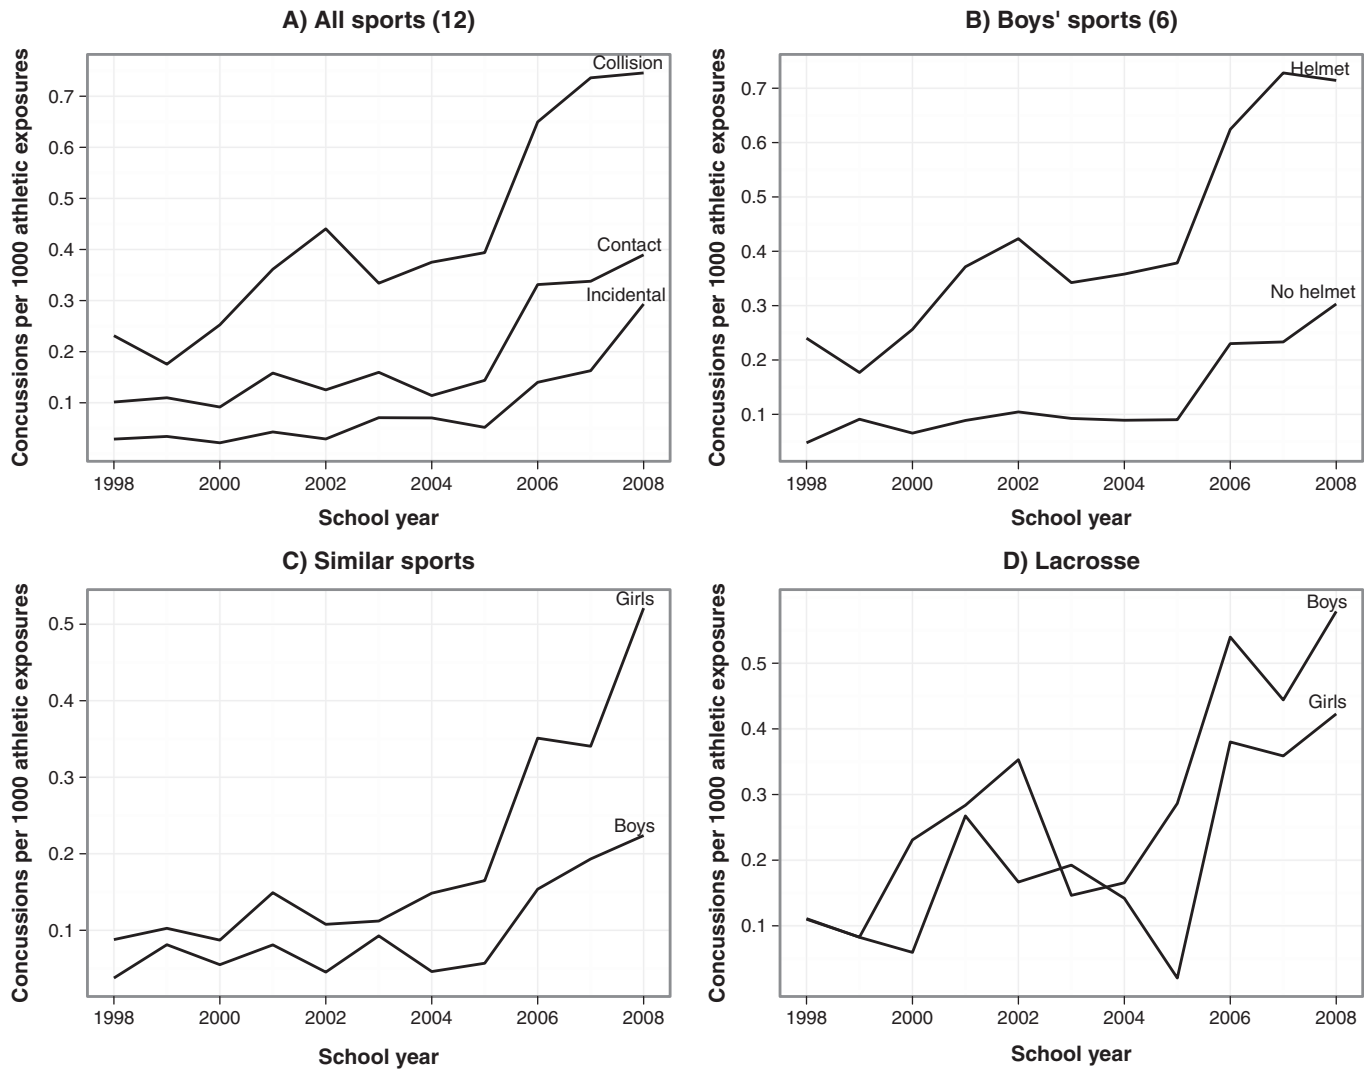 A) All sports (12)
Concussions per 1000 athletic exposures
0.7
0.6
0.5
0.4
0.3
0.2
0.1
Collision
Contact
Incidental
1998 2000 2002 2004 2006 2008
School year
B) Boys' sports (6)
Concussions per 1000 athletic exposures
0.7
0.6
0.5
0.4
0.3
0.2
0.1
Helmet
No helmet
1998 2000 2002 2004 2006 2008
School year
C) Similar sports
Concussions per 1000 athletic exposures
0.5
0.4
0.3
0.2
0.1
Girls
Boys
1998 2000 2002 2004 2006 2008
School year
D) Lacrosse
Concussions per 1000 athletic exposures
0.5
0.4
0.3
0.2
0.1
Boys
Girls
1998 2000 2002 2004 2006 2008
School year